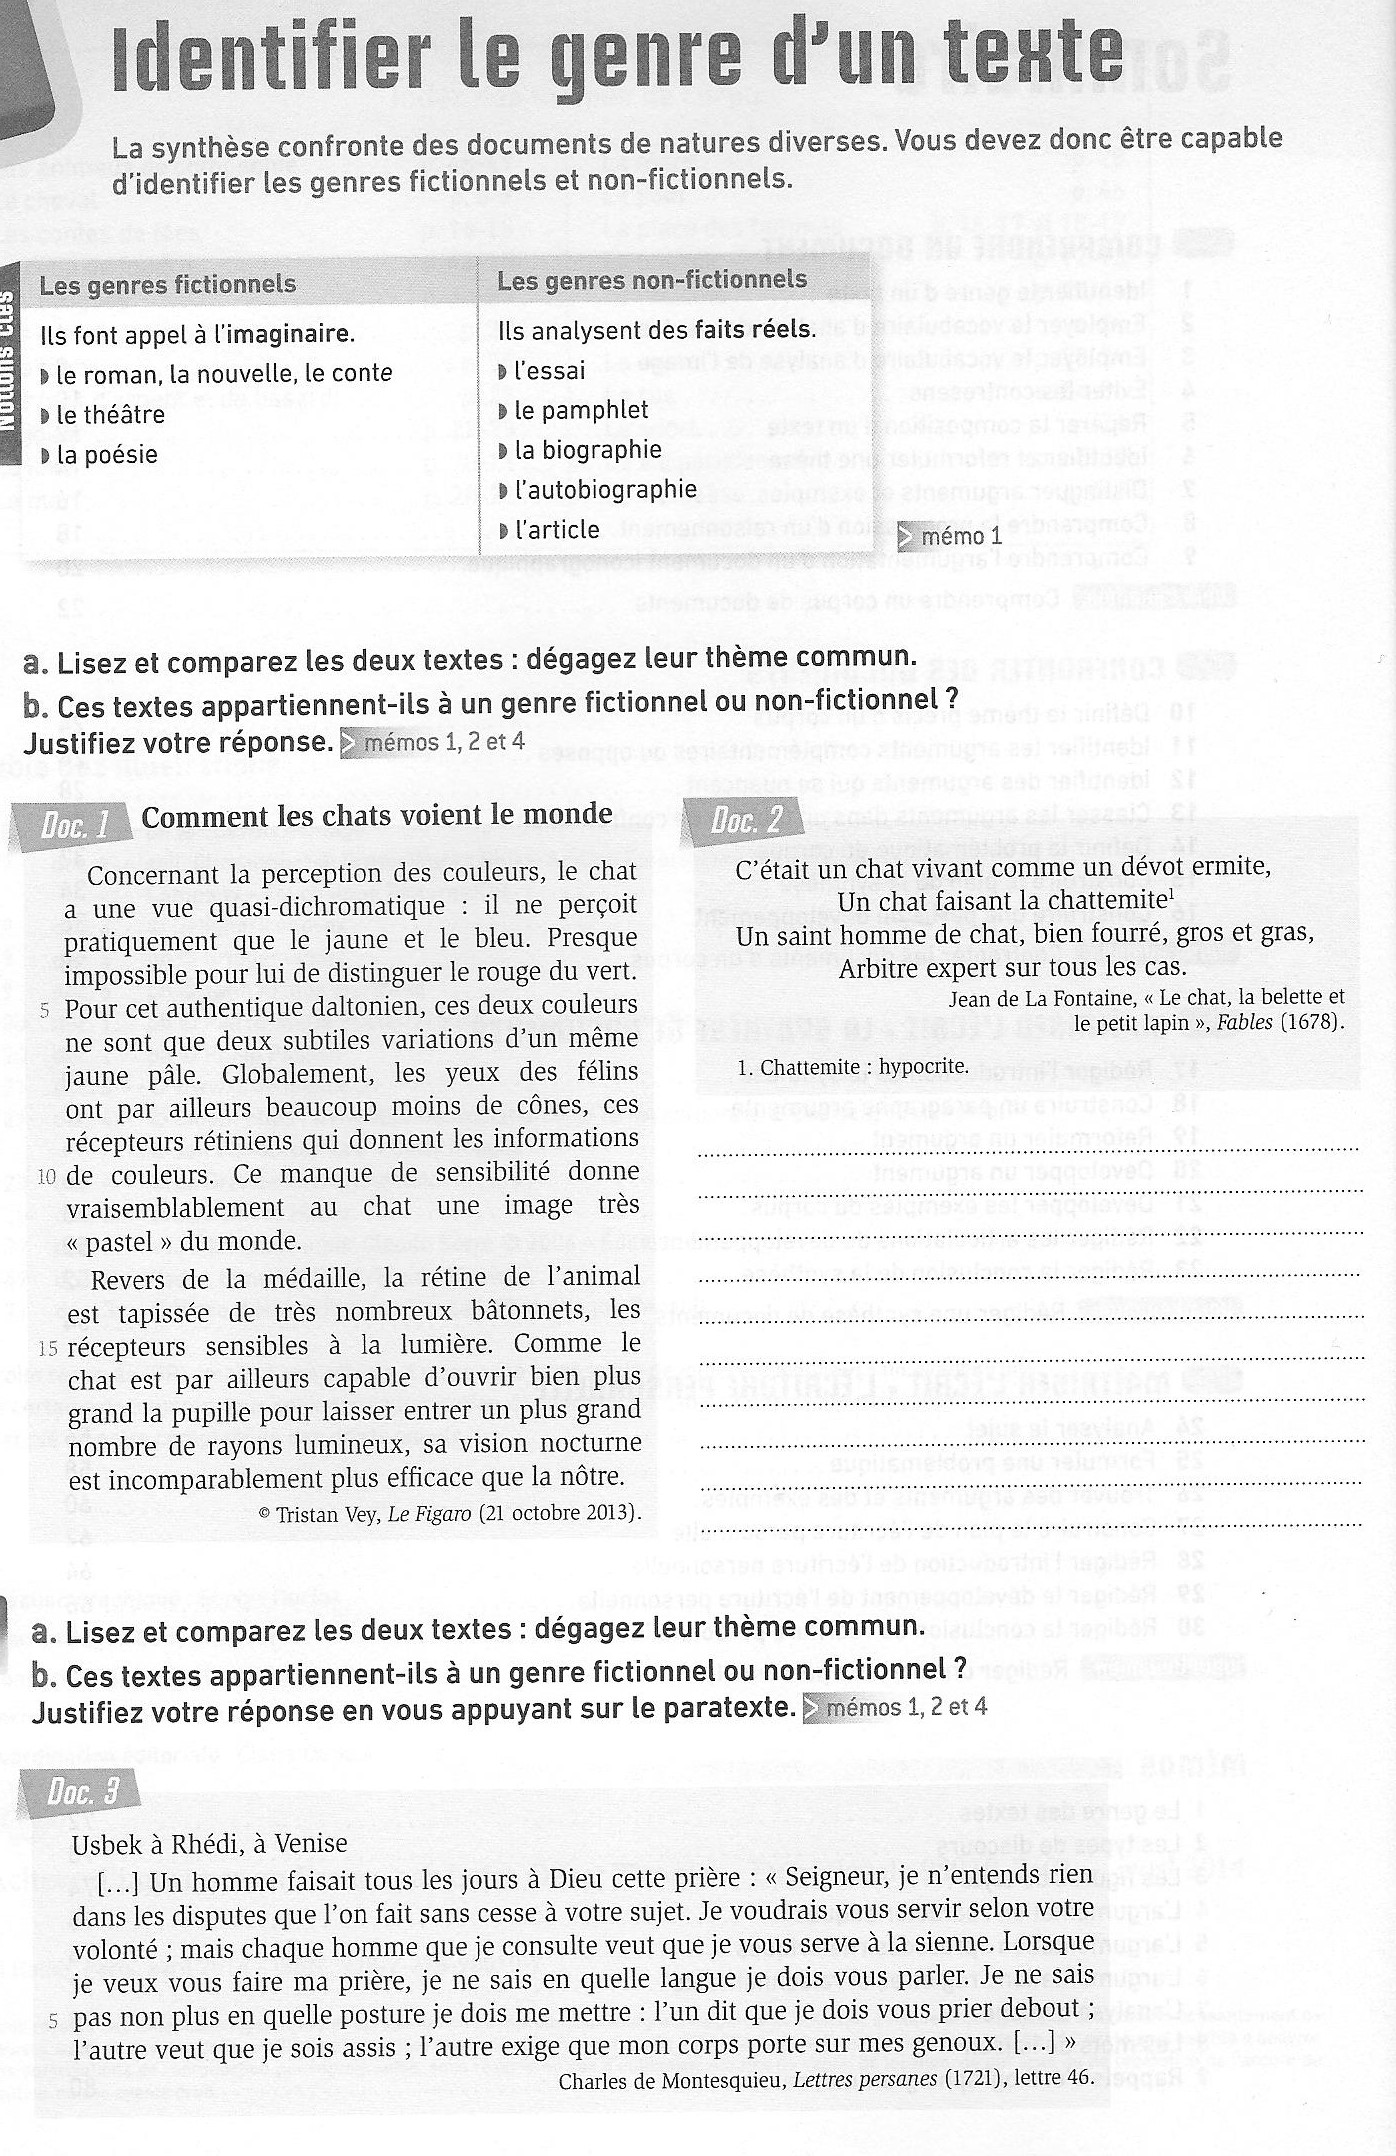 Identifier le genre d'un texte
La synthèse confronte des documents de natures diverses. Vous devez donc être capable
d'identifier les genres fictionnels et non-fictionnels.
Notions clés
Les genres fictionnels
Ils font appel à l'imaginaire.
le roman, la nouvelle, le conte
le théâtre
la poésie
Les genres non-fictionnels
Ils analysent des faits réels.
l'essai
le pamphlet
la biographie
l'autobiographie
l'article
> mémo 1
a. Lisez et comparez les deux textes : dégagez leur thème commun.
b. Ces textes appartiennent-ils à un genre fictionnel ou non-fictionnel ?
Justifiez votre réponse. > mémos 1, 2 et 4
Doc. 1 Comment les chats voient le monde
Concernant la perception des couleurs, le chat
a une vue quasi-dichromatique : il ne perçoit
pratiquement que le jaune et le bleu. Presque
impossible pour lui de distinguer le rouge du vert.
5 Pour cet authentique daltonien, ces deux couleurs
ne sont que deux subtiles variations d'un même
jaune pâle. Globalement, les yeux des félins
ont par ailleurs beaucoup moins de cônes, ces
récepteurs rétiniens qui donnent les informations
10 de couleurs. Ce manque de sensibilité donne
vraisemblablement au chat une image très
« pastel » du monde.
Revers de la médaille, la rétine de l'animal
est tapissée de très nombreux bâtonnets, les
15 récepteurs sensibles à la lumière. Comme le
chat est par ailleurs capable d'ouvrir bien plus
grand la pupille pour laisser entrer un plus grand
nombre de rayons lumineux, sa vision nocturne
est incomparablement plus efficace que la nôtre.
© Tristan Vey, Le Figaro (21 octobre 2013).
Doc. 2
C'était un chat vivant comme un dévot ermite,
Un chat faisant la chattemite1
Un saint homme de chat, bien fourré, gros et gras,
Arbitre expert sur tous les cas.
Jean de La Fontaine, « Le chat, la belette et
le petit lapin », Fables (1678).
1. Chattemite : hypocrite.
a. Lisez et comparez les deux textes : dégagez leur thème commun.
b. Ces textes appartiennent-ils à un genre fictionnel ou non-fictionnel ?
Justifiez votre réponse en vous appuyant sur le paratexte. > mémos 1, 2 et 4
Doc. 3
Usbek à Rhédi, à Venise
[...] Un homme faisait tous les jours à Dieu cette prière : « Seigneur, je n'entends rien
dans les disputes que l'on fait sans cesse à votre sujet. Je voudrais vous servir selon votre
volonté ; mais chaque homme que je consulte veut que je vous serve à la sienne. Lorsque
je veux vous faire ma prière, je ne sais en quelle langue je dois vous parler. Je ne sais
5 pas non plus en quelle posture je dois me mettre : l'un dit que je dois vous prier debout ;
l'autre veut que je sois assis ; l'autre exige que mon corps porte sur mes genoux. [...] »
Charles de Montesquieu, Lettres persanes (1721), lettre 46.